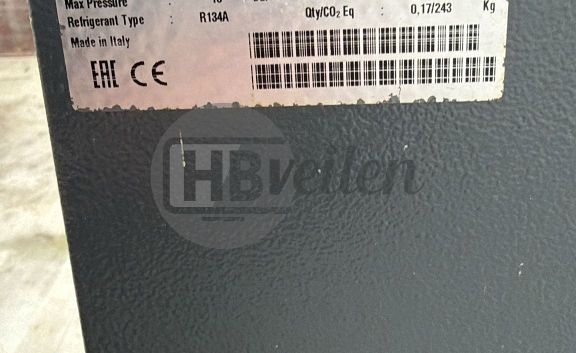 Max Pressure :
Refrigerant Type : R134A Qty/CO₂ Eq : 0,17/243 Kg
Made in Italy
EAC CE
HBveilen